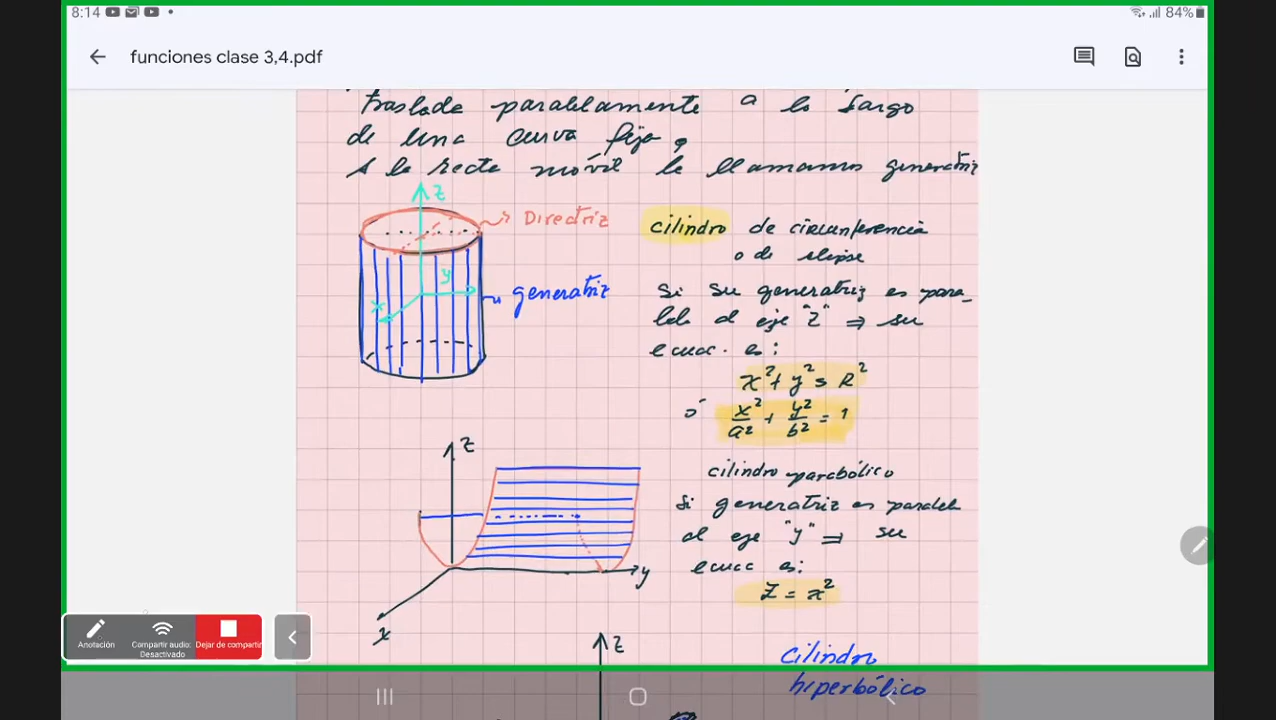 8:14
84%
funciones clase 3,4.pdf
Traslada paralelamente a lo largo
de una curva fija,
A la recta móvil le llamamos generatriz
z
Directriz
y
x
generatriz
cilindro de circunferencia
o de elipse
Si su generatriz es para_
lela al eje "Z" ⇒ su
ecuac. es:
x² + y² = R²
ó x²/a² + y²/b² = 1
z
y
x
cilindro parabólico
Si generatriz es paralel
al eje "y" ⇒ su
ecuac es:
Z = x²
z
cilindro
hiperbólico
Anotación
Compartir audio:
Desactivado
Dejar de compartir